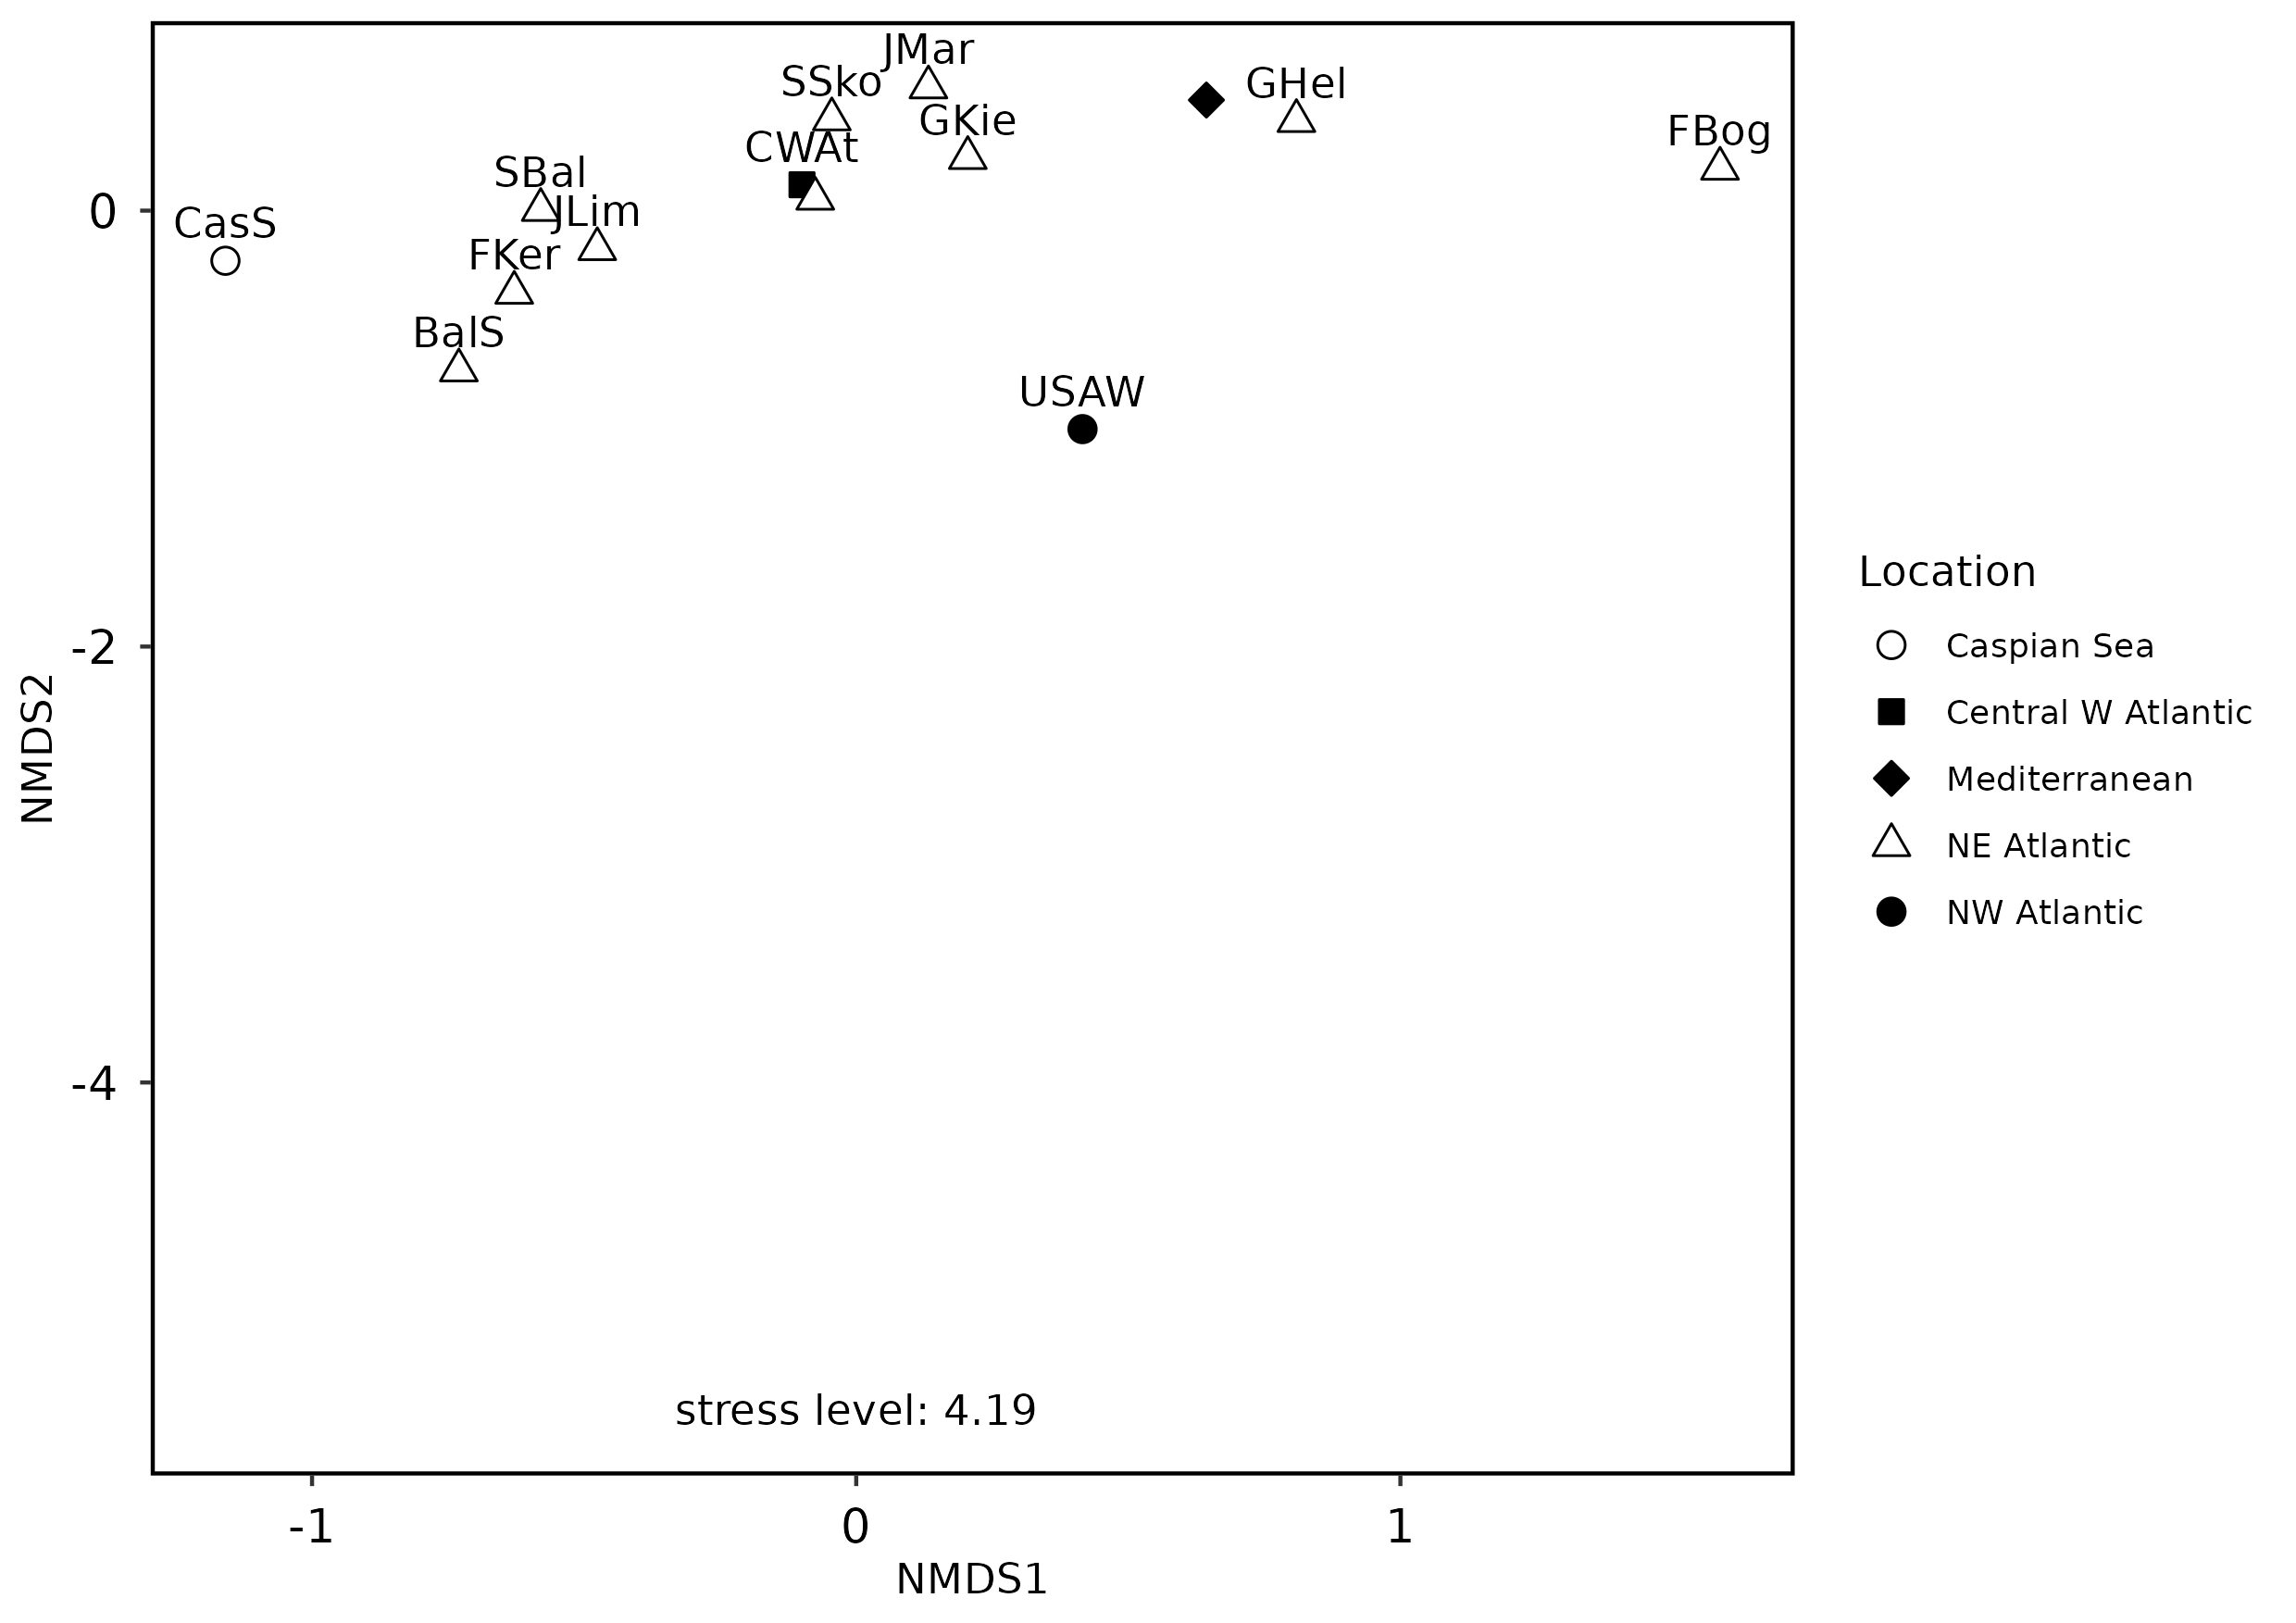 JMar
SSko
GHel
GKie
FBog
CWAt
SBal
JLim
CasS
FKer
BalS
USAW
0
-2
-4
NMDS2
stress level: 4.19
-1
0
1
NMDS1
Location
Caspian Sea
Central W Atlantic
Mediterranean
NE Atlantic
NW Atlantic